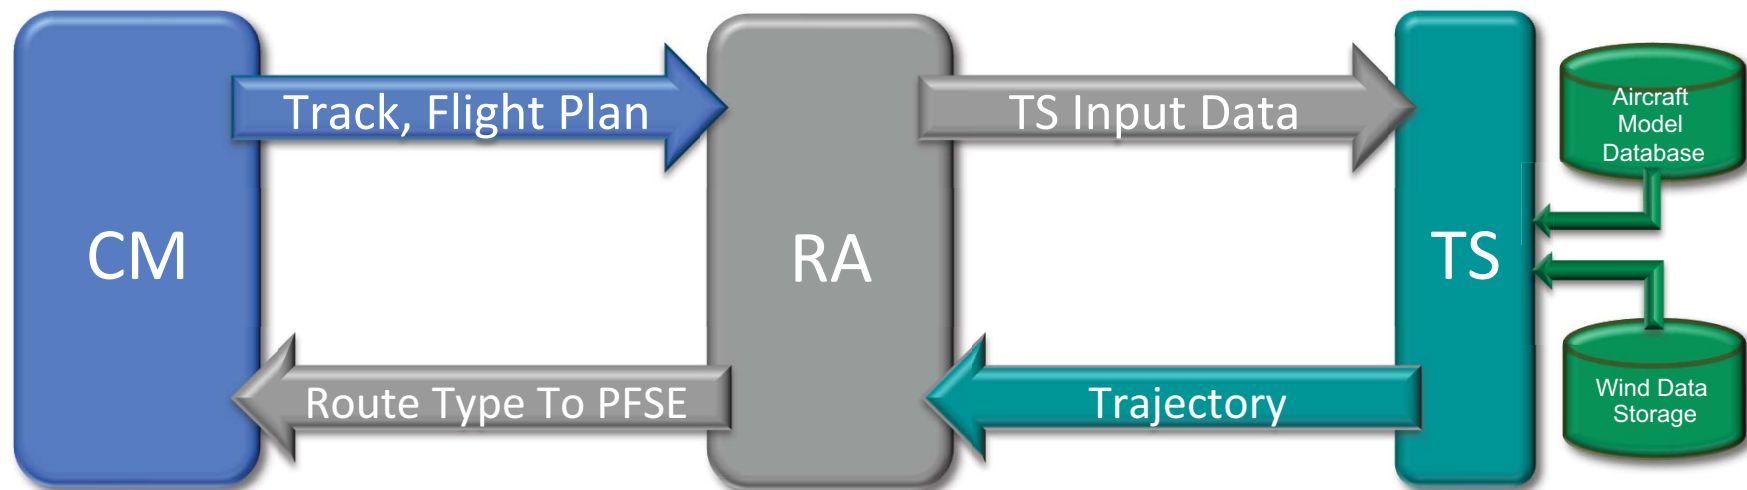 CM
Track, Flight Plan
Route Type To PFSE
RA
TS Input Data
Trajectory
TS
Aircraft
Model
Database
Wind Data
Storage